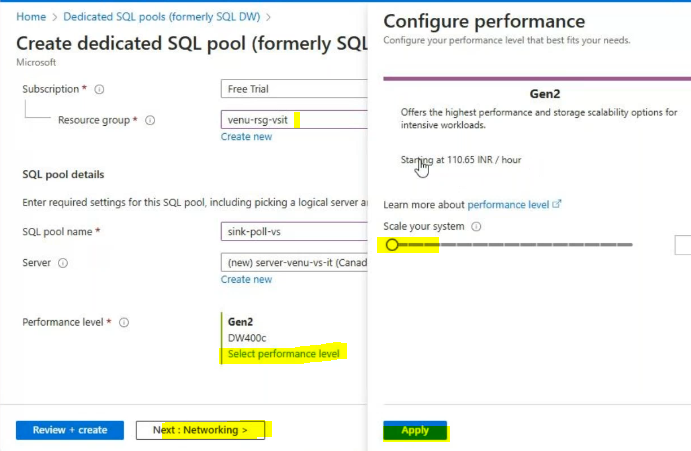 Home > Dedicated SQL pools (formerly SQL DW) >
Create dedicated SQL pool (formerly SQL
Microsoft
Subscription * Free Trial
Resource group * venu-rsg-vsit
Create new
SQL pool details
Enter required settings for this SQL pool, including picking a logical server a
SQL pool name * sink-poll-vs
Server (new) server-venu-vs-it (Canad
Create new
Performance level * Gen2
DW400c
Select performance level
Review + create
Next : Networking >
Configure performance
Configure your performance level that best fits your needs.
Gen2
Offers the highest performance and storage scalability options for
intensive workloads.
Starting at 110.65 INR / hour
Learn more about performance level
Scale your system
Apply